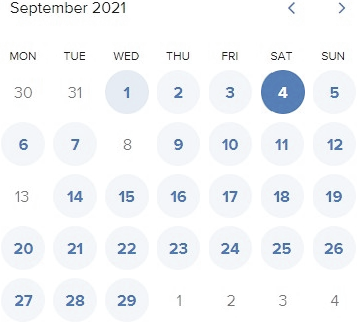 September 2021
MON TUE WED THU FRI SAT SUN
30 31 1 2 3 4 5
6 7 8 9 10 11 12
13 14 15 16 17 18 19
20 21 22 23 24 25 26
27 28 29 1 2 3 4